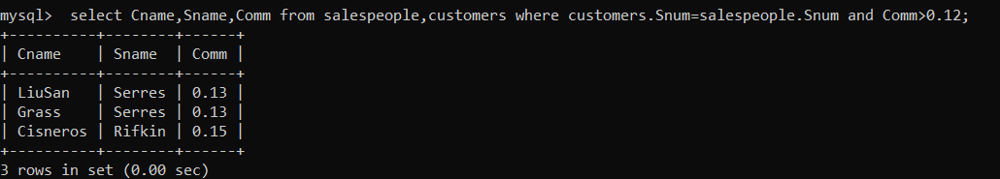 mysql>  select Cname,Sname,Comm from salespeople,customers where customers.Snum=salespeople.Snum and Comm>0.12;
+----------+--------+------+
| Cname    | Sname  | Comm |
+----------+--------+------+
| LiuSan   | Serres | 0.13 |
| Grass    | Serres | 0.13 |
| Cisneros | Rifkin | 0.15 |
+----------+--------+------+
3 rows in set (0.00 sec)